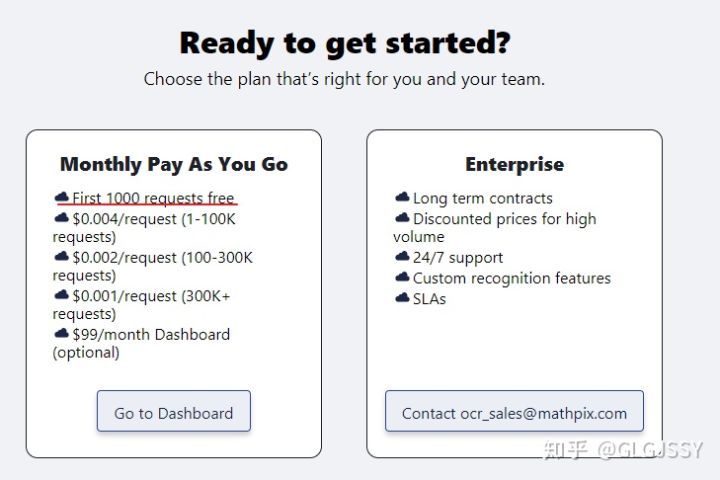 Ready to get started?
Choose the plan that's right for you and your team.
Monthly Pay As You Go
First 1000 requests free
$0.004/request (1-100K
requests)
$0.002/request (100-300K
requests)
$0.001/request (300K+
requests)
$99/month Dashboard
(optional)
Go to Dashboard
Enterprise
Long term contracts
Discounted prices for high
volume
24/7 support
Custom recognition features
SLAs
Contact ocr_sales@mathpix.com
知乎 @GLGJSSY